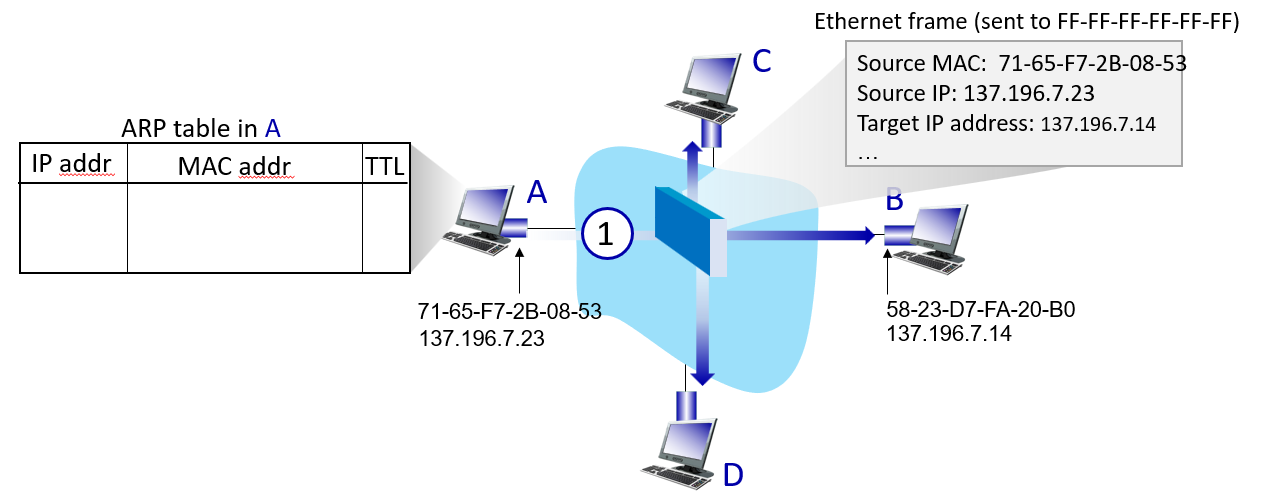 Ethernet frame (sent to FF-FF-FF-FF-FF-FF)
Source MAC: 71-65-F7-2B-08-53
Source IP: 137.196.7.23
Target IP address: 137.196.7.14
...
C
ARP table in A
IP addr MAC addr TTL
A
B
1
71-65-F7-2B-08-53
137.196.7.23
58-23-D7-FA-20-B0
137.196.7.14
D